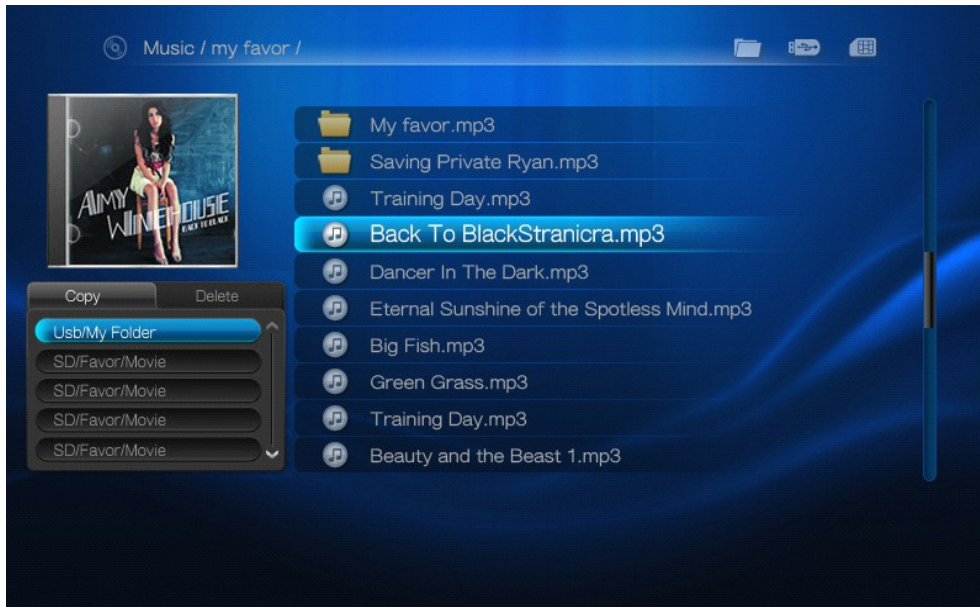 Music / my favor /
AMY
WINEHOUSE
BACK TO BLACK
My favor.mp3
Saving Private Ryan.mp3
Training Day.mp3
Back To BlackStranicra.mp3
Dancer In The Dark.mp3
Eternal Sunshine of the Spotless Mind.mp3
Big Fish.mp3
Green Grass.mp3
Training Day.mp3
Beauty and the Beast 1.mp3
Copy Delete
Usb/My Folder
SD/Favor/Movie
SD/Favor/Movie
SD/Favor/Movie
SD/Favor/Movie